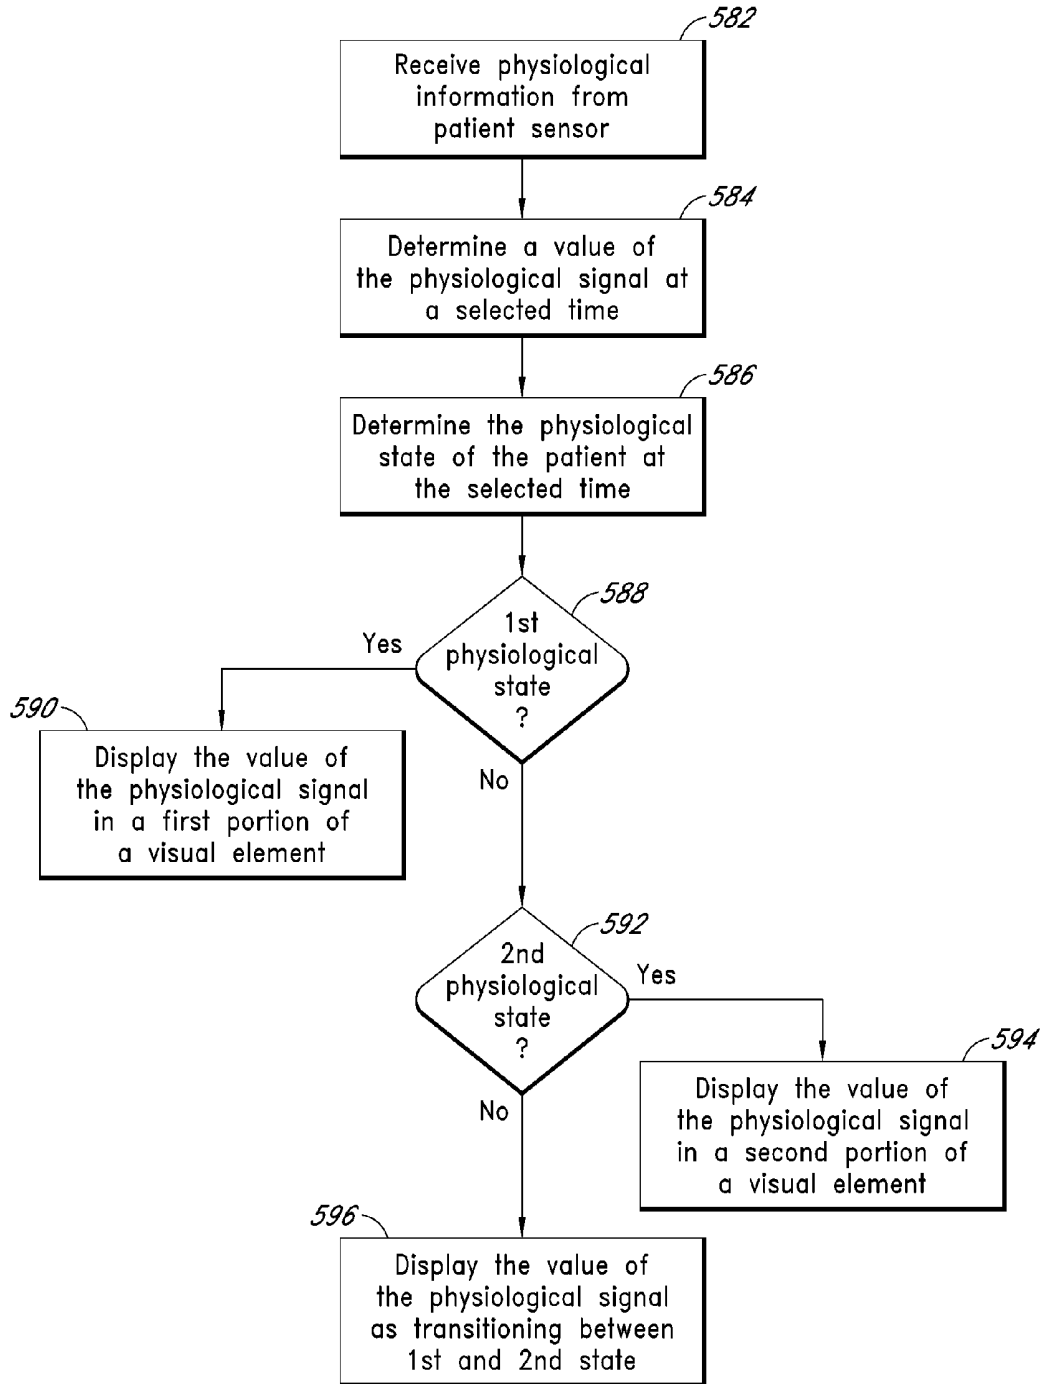 582
Receive physiological
information from
patient sensor
584
Determine a value of
the physiological signal at
a selected time
586
Determine the physiological
state of the patient at
the selected time
588
1st
physiological
state
?
Yes
No
590
Display the value of
the physiological signal
in a first portion of
a visual element
592
2nd
physiological
state
?
Yes
No
594
Display the value of
the physiological signal
in a second portion of
a visual element
596
Display the value of
the physiological signal
as transitioning between
1st and 2nd state